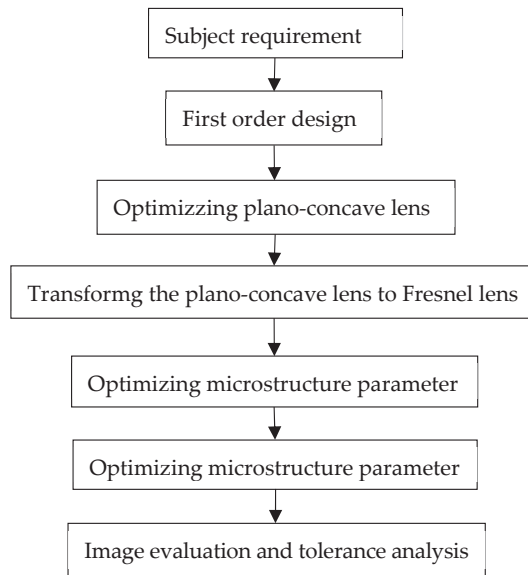 Subject requirement
First order design
Optimizzing plano-concave lens
Transformg the plano-concave lens to Fresnel lens
Optimizing microstructure parameter
Optimizing microstructure parameter
Image evaluation and tolerance analysis